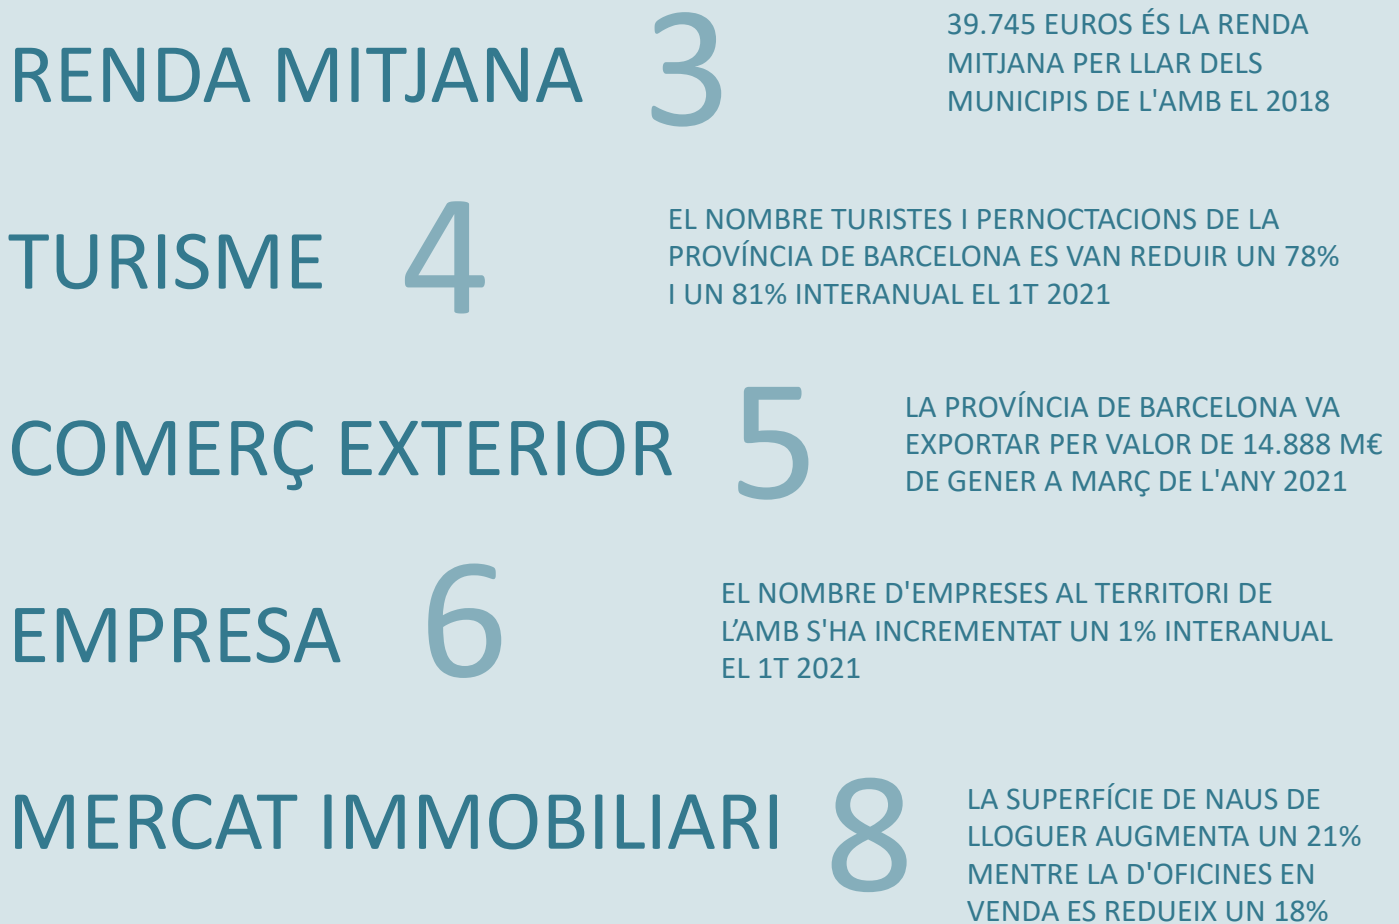 RENDA MITJANA 3
39.745 EUROS ÉS LA RENDA
MITJANA PER LLAR DELS
MUNICIPIS DE L'AMB EL 2018
TURISME 4
EL NOMBRE TURISTES I PERNOCTACIONS DE LA
PROVÍNCIA DE BARCELONA ES VAN REDUIR UN 78%
I UN 81% INTERANUAL EL 1T 2021
COMERÇ EXTERIOR 5
LA PROVÍNCIA DE BARCELONA VA
EXPORTAR PER VALOR DE 14.888 M€
DE GENER A MARÇ DE L'ANY 2021
EMPRESA 6
EL NOMBRE D'EMPRESES AL TERRITORI DE
L’AMB S'HA INCREMENTAT UN 1% INTERANUAL
EL 1T 2021
MERCAT IMMOBILIARI 8
LA SUPERFÍCIE DE NAUS DE
LLOGUER AUGMENTA UN 21%
MENTRE LA D'OFICINES EN
VENDA ES REDUEIX UN 18%